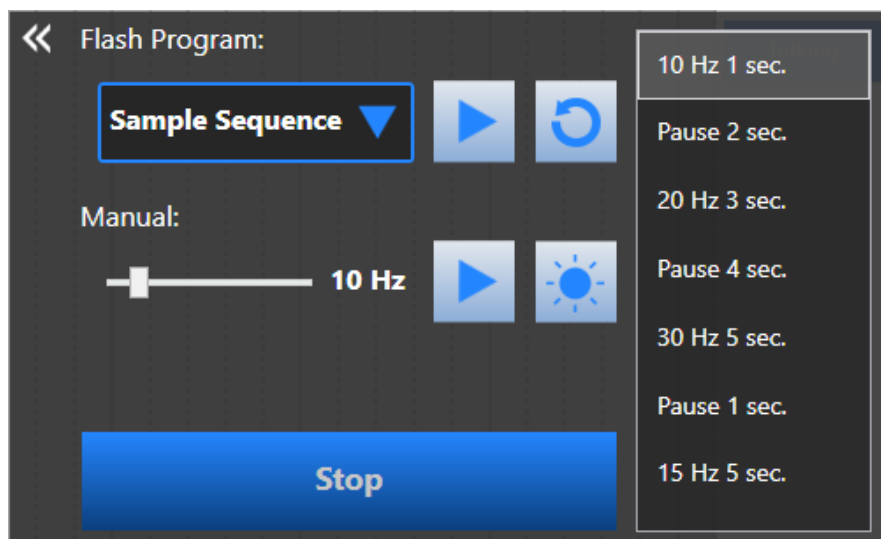 Flash Program:
Sample Sequence
Manual:
10 Hz
Stop
10 Hz 1 sec.
Pause 2 sec.
20 Hz 3 sec.
Pause 4 sec.
30 Hz 5 sec.
Pause 1 sec.
15 Hz 5 sec.